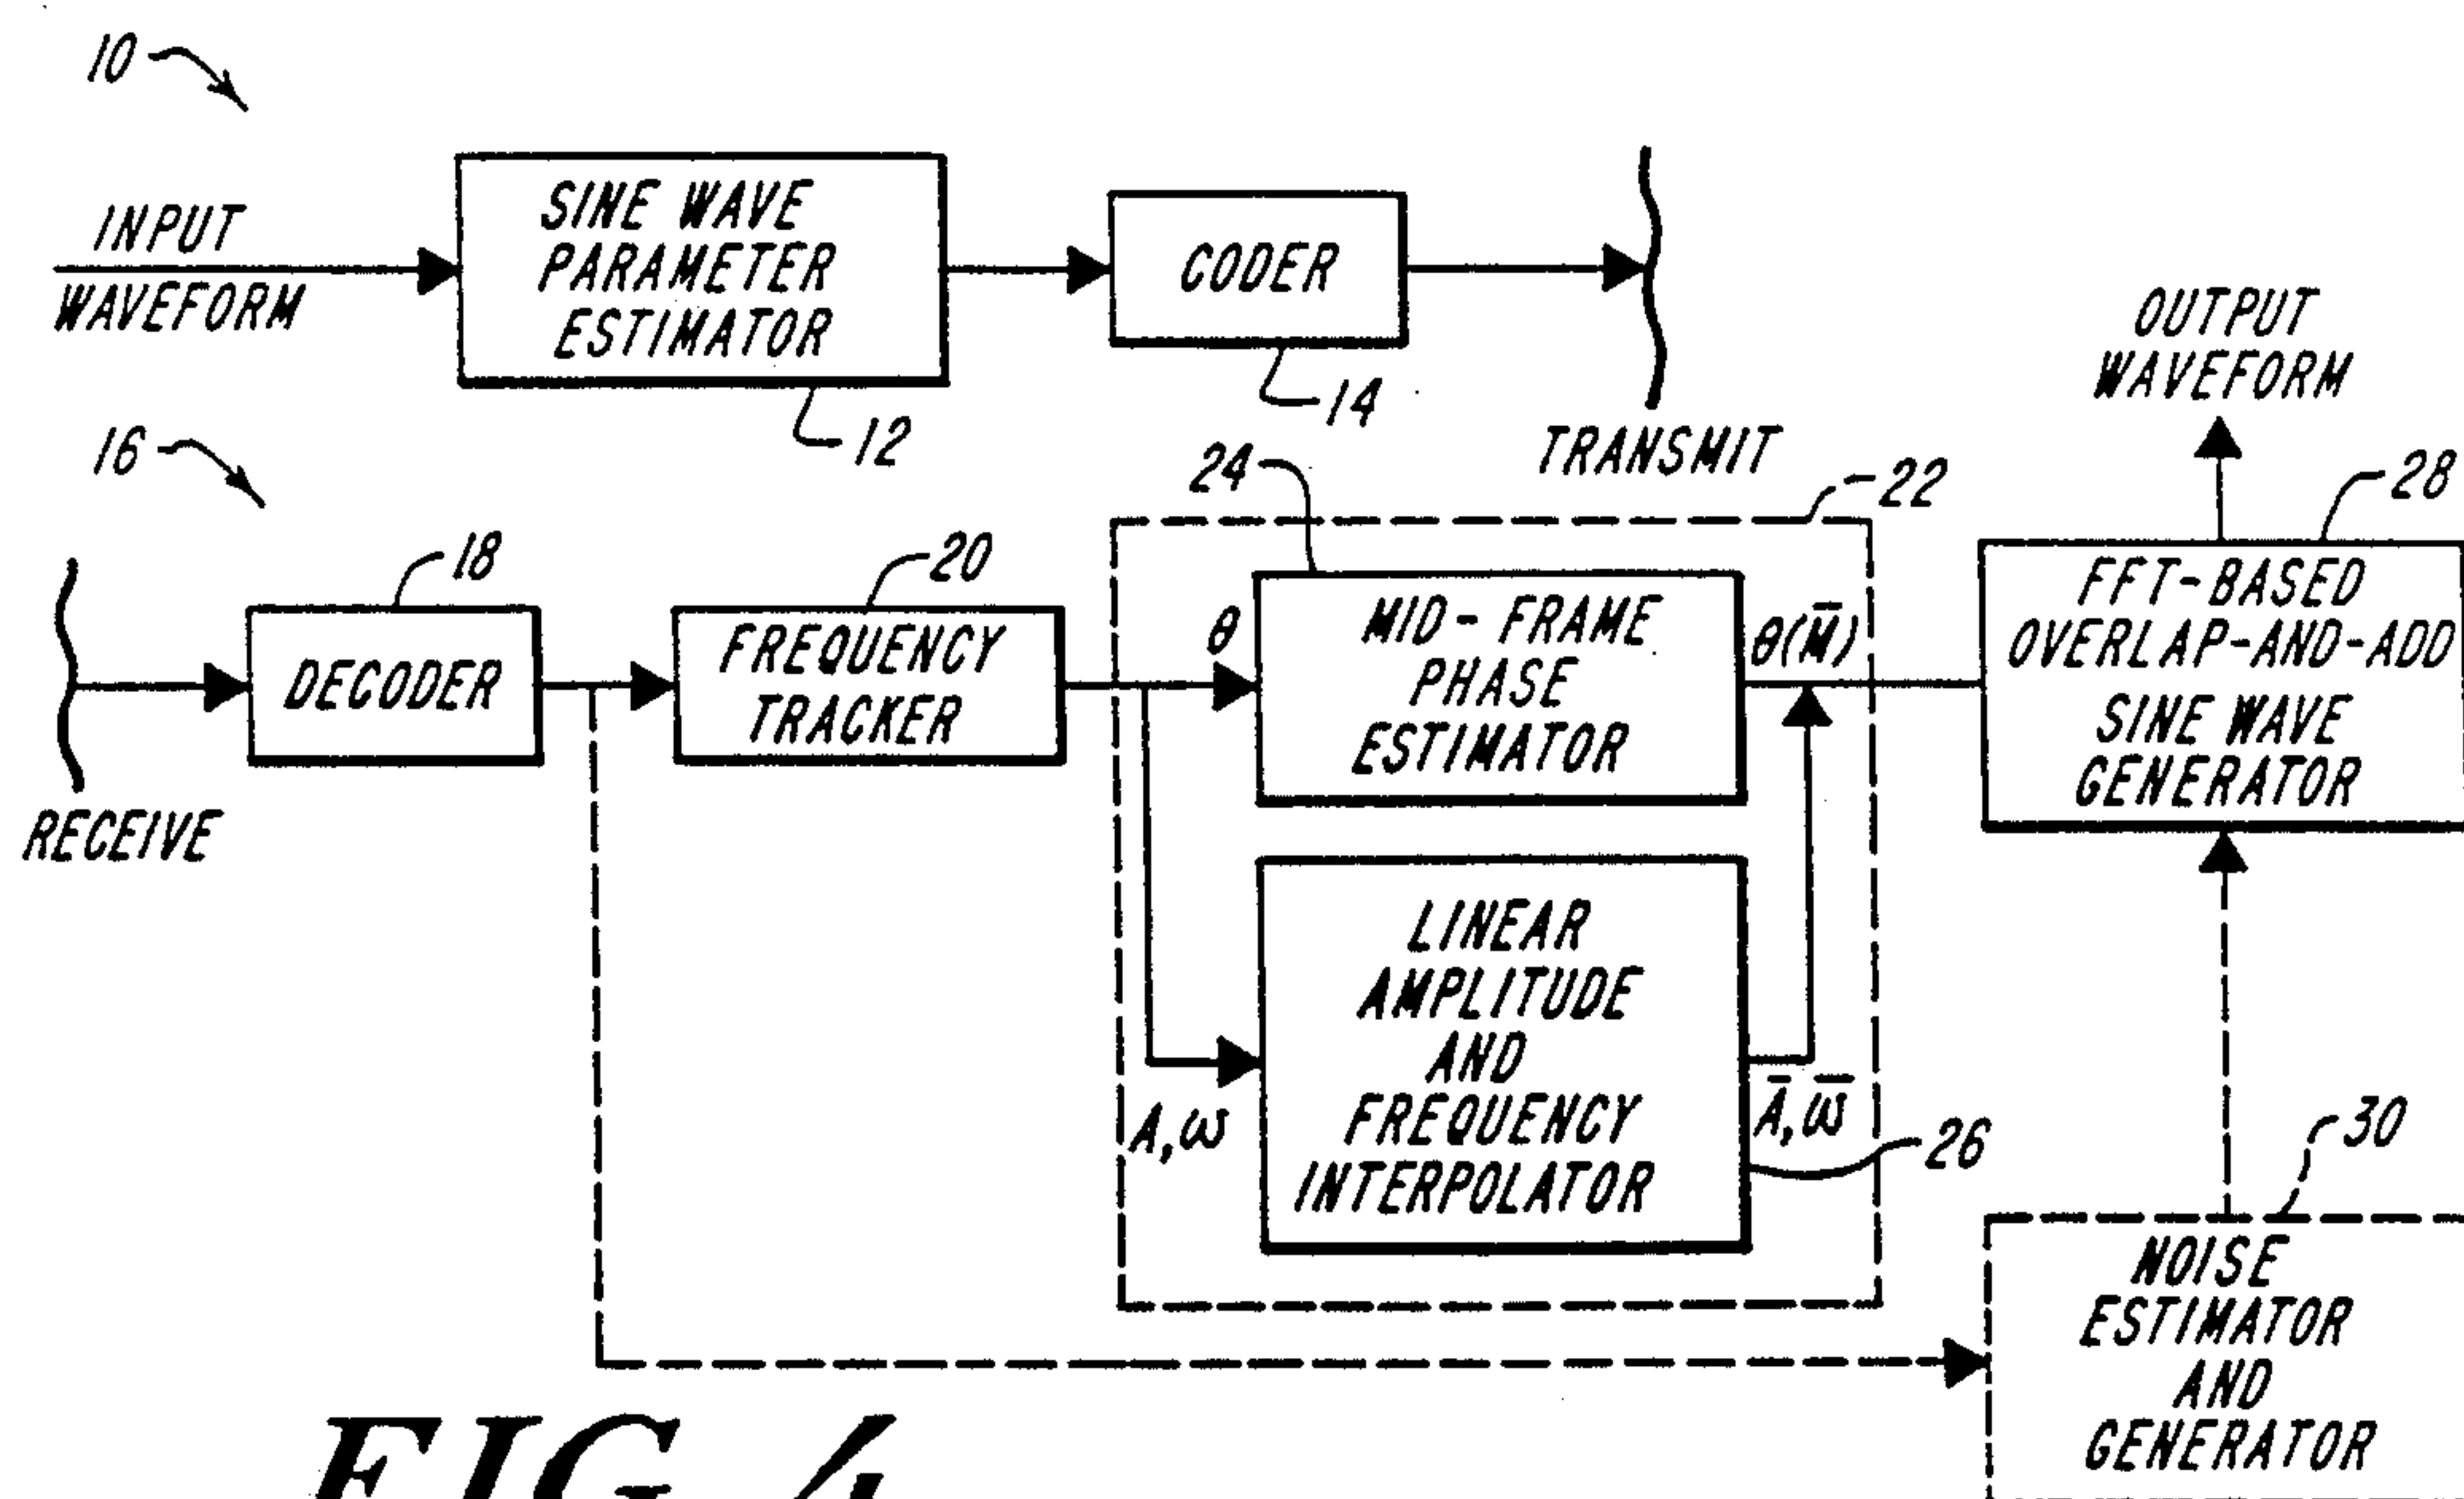 10
INPUT
WAVEFORM
SINE WAVE
PARAMETER
ESTIMATOR
12
CODER
14
TRANSMIT
OUTPUT
WAVEFORM
16
RECEIVE
DECODER
18
FREQUENCY
TRACKER
20
22
24
θ
MID-FRAME
PHASE
ESTIMATOR
θ(M̅)
A, ω
LINEAR
AMPLITUDE
AND
FREQUENCY
INTERPOLATOR
A̅, ω̅
26
28
FFT-BASED
OVERLAP-AND-ADD
SINE WAVE
GENERATOR
30
NOISE
ESTIMATOR
AND
GENERATOR
FIG. 4